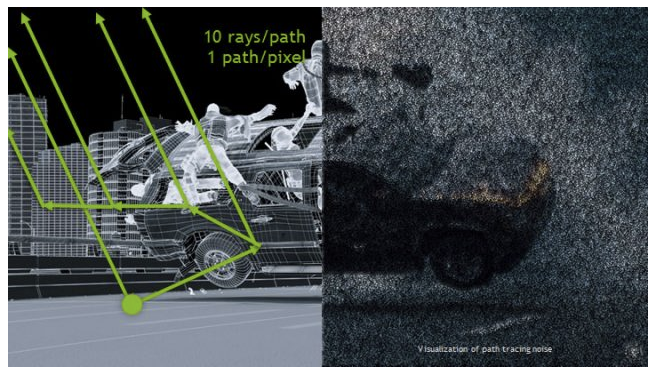 10 rays/path
1 path/pixel
Visualization of path tracing noise